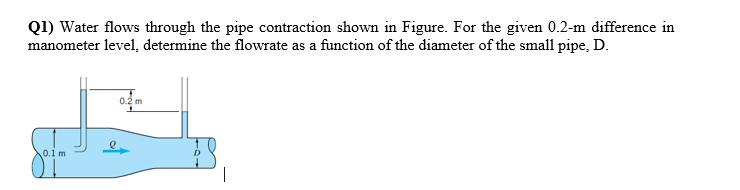 Q1) Water flows through the pipe contraction shown in Figure. For the given 0.2-m difference in
manometer level, determine the flowrate as a function of the diameter of the small pipe, D.
0.2 m
Q
0.1 m
D